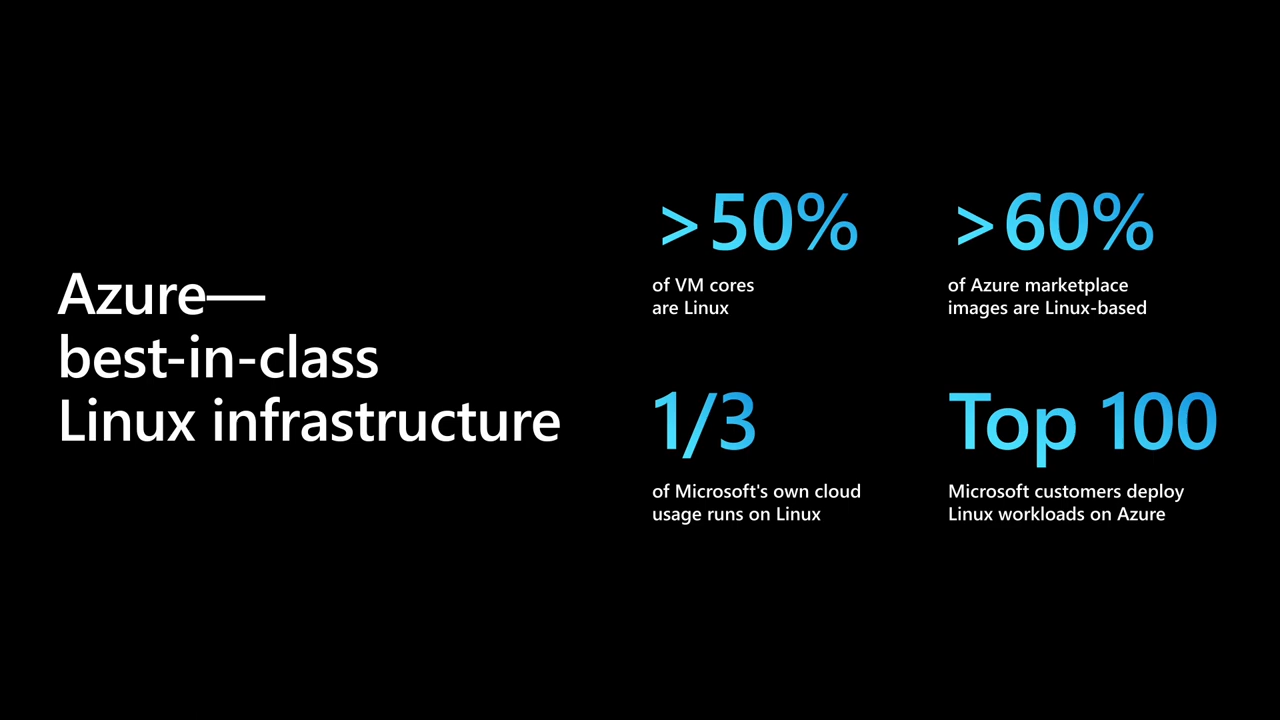 Azure—
best-in-class
Linux infrastructure
>50%
of VM cores
are Linux
>60%
of Azure marketplace
images are Linux-based
1/3
of Microsoft's own cloud
usage runs on Linux
Top 100
Microsoft customers deploy
Linux workloads on Azure